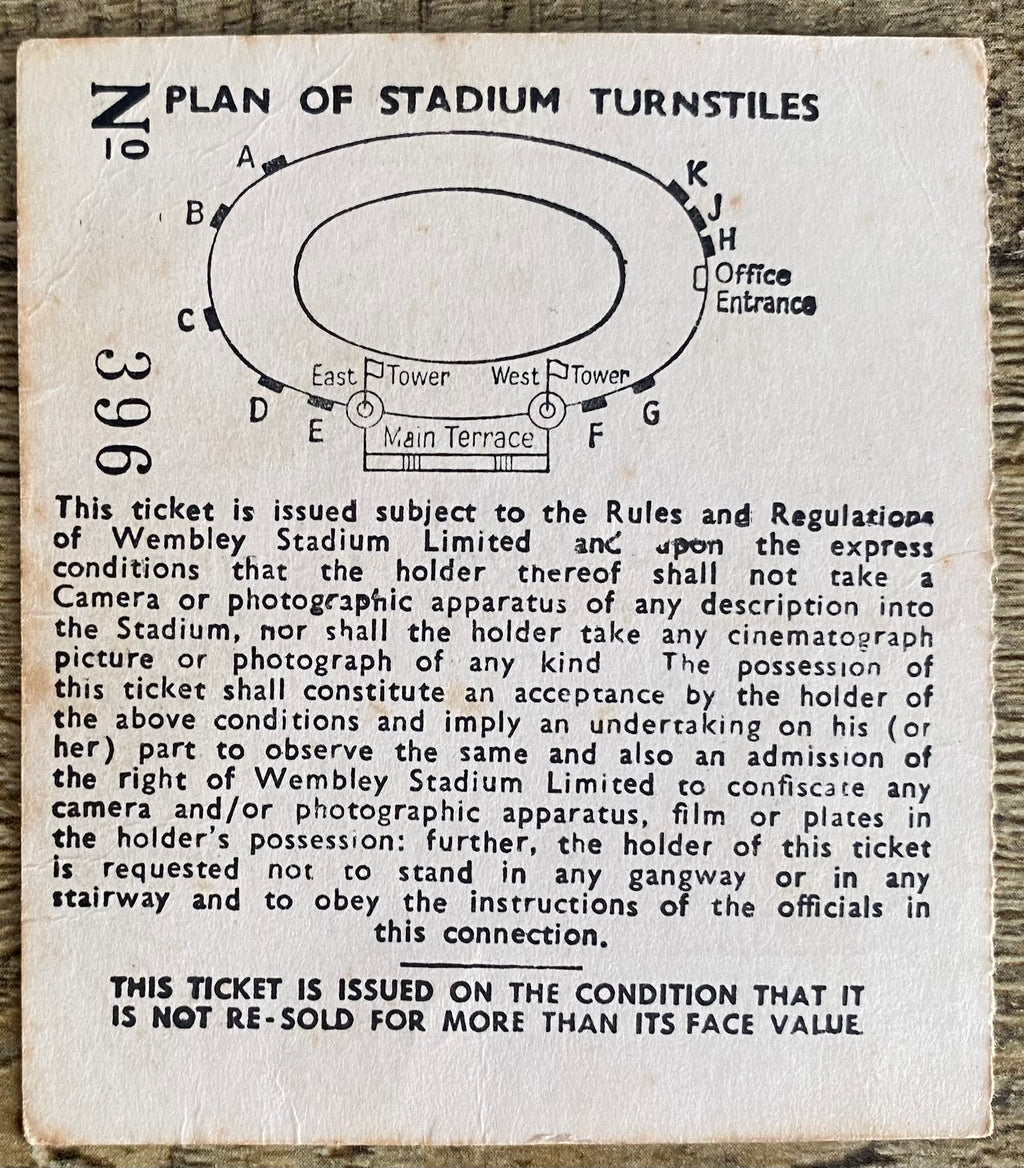 PLAN OF STADIUM TURNSTILES
No 396
A
B
C
D
E
K
J
H
Office
Entrance
East Tower
West Tower
G
F
Main Terrace
This ticket is issued subject to the Rules and Regulations
of Wembley Stadium Limited and upon the express
conditions that the holder thereof shall not take a
Camera or photographic apparatus of any description into
the Stadium, nor shall the holder take any cinematograph
picture or photograph of any kind The possession of
this ticket shall constitute an acceptance by the holder of
the above conditions and imply an undertaking on his (or
her) part to observe the same and also an admission of
the right of Wembley Stadium Limited to confiscate any
camera and/or photographic apparatus, film or plates in
the holder's possession: further, the holder of this ticket
is requested not to stand in any gangway or in any
stairway and to obey the instructions of the officials in
this connection.
THIS TICKET IS ISSUED ON THE CONDITION THAT IT
IS NOT RE-SOLD FOR MORE THAN ITS FACE VALUE